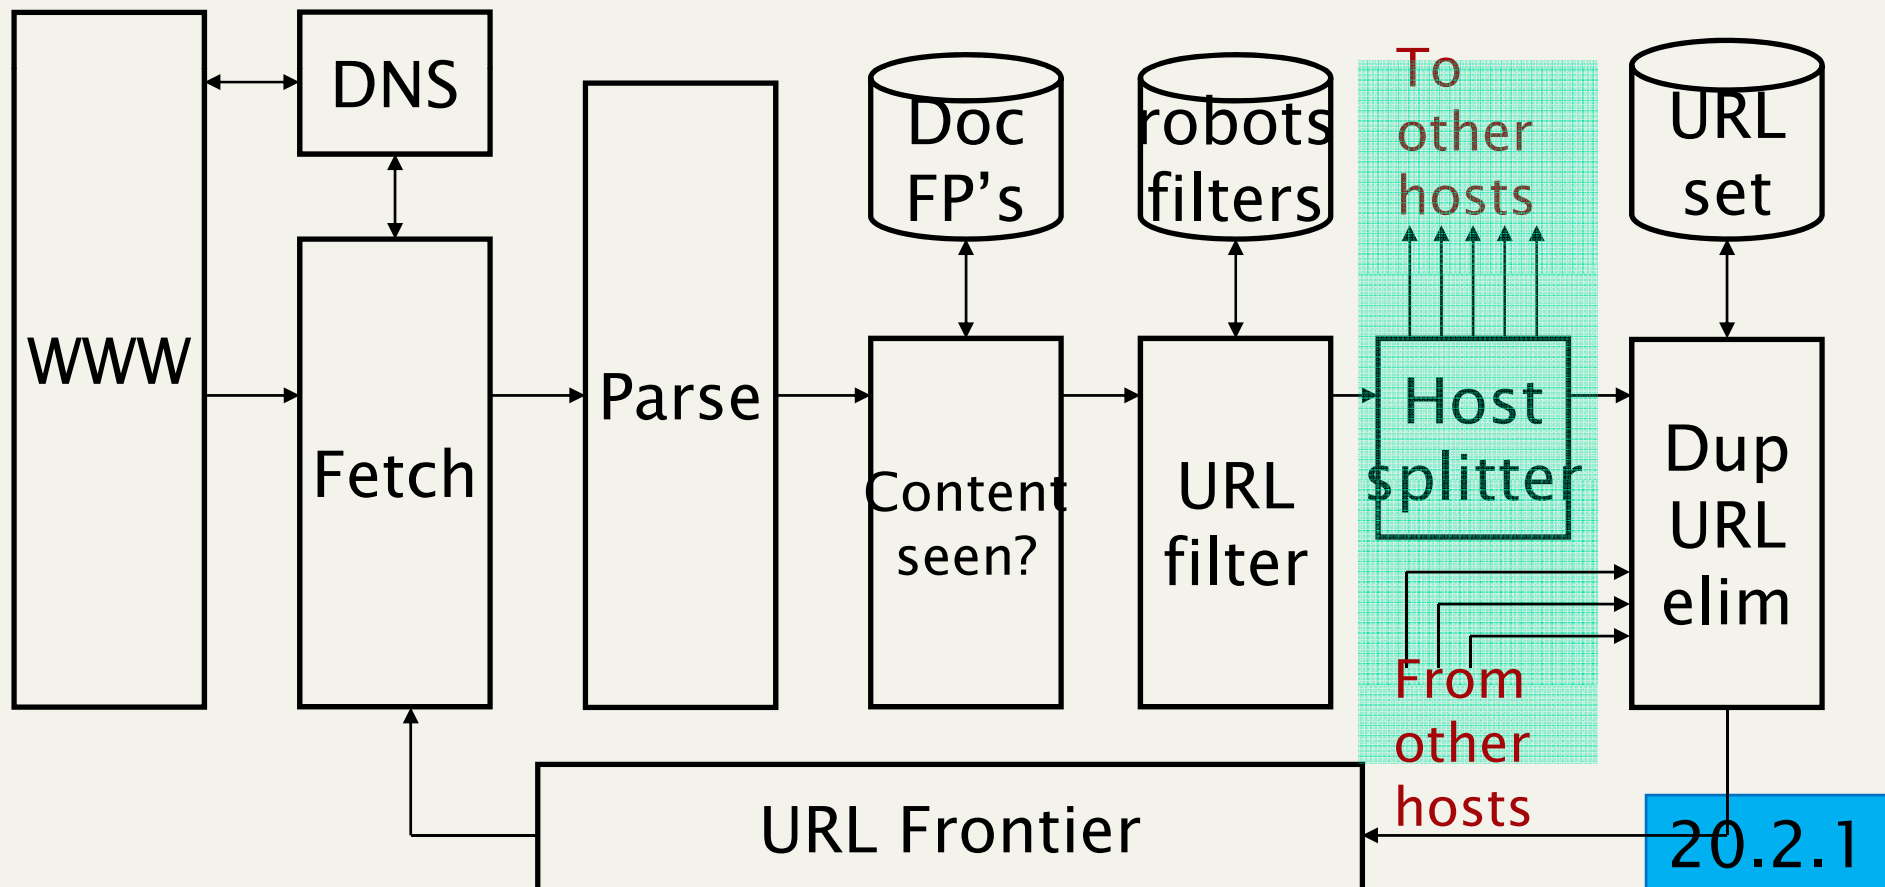 WWW
DNS
Fetch
Parse
Doc
FP’s
Content
seen?
robots
filters
URL
filter
To
other
hosts
Host
splitter
From
other
hosts
URL
set
Dup
URL
elim
URL Frontier
20.2.1